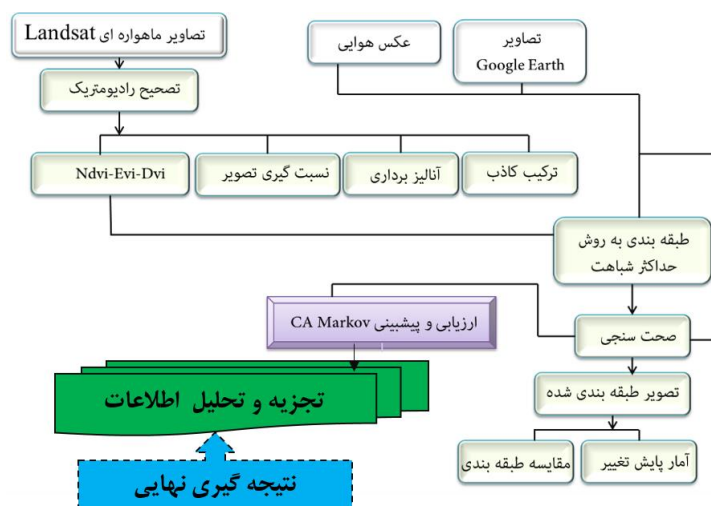 تصاویر ماهواره ای Landsat
عکس هوایی
تصاویر
Google Earth
تصحیح رادیومتریک
Ndvi-Evi-Dvi
نسبت گیری تصویر
آنالیز برداری
ترکیب کاذب
طبقه بندی به روش
حداکثر شباهت
ارزیابی و پیشبینی CA Markov
صحت سنجی
تجزیه و تحلیل اطلاعات
تصویر طبقه بندی شده
مقایسه طبقه بندی
آمار پایش تغییر
نتیجه گیری نهایی